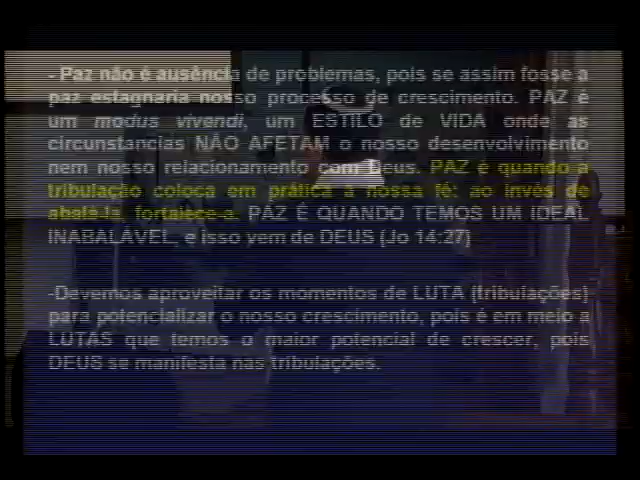 - Paz não é ausência de problemas, pois se assim fosse a
paz estagnaria nosso processo de crescimento. PAZ é
um modus vivendi, um ESTILO de VIDA onde as
circunstancias NÃO AFETAM o nosso desenvolvimento
nem nosso relacionamento com Deus. PAZ é quando a
tribulação coloca em prática a nossa fé: ao invés de
abala-la, fortalece-a. PAZ É QUANDO TEMOS UM IDEAL
INABALÁVEL, e isso vem de DEUS (Jo 14:27)
-Devemos aproveitar os momentos de LUTA (tribulações)
para potencializar o nosso crescimento, pois é em meio a
LUTAS que temos o maior potencial de crescer, pois
DEUS se manifesta nas tribulações.